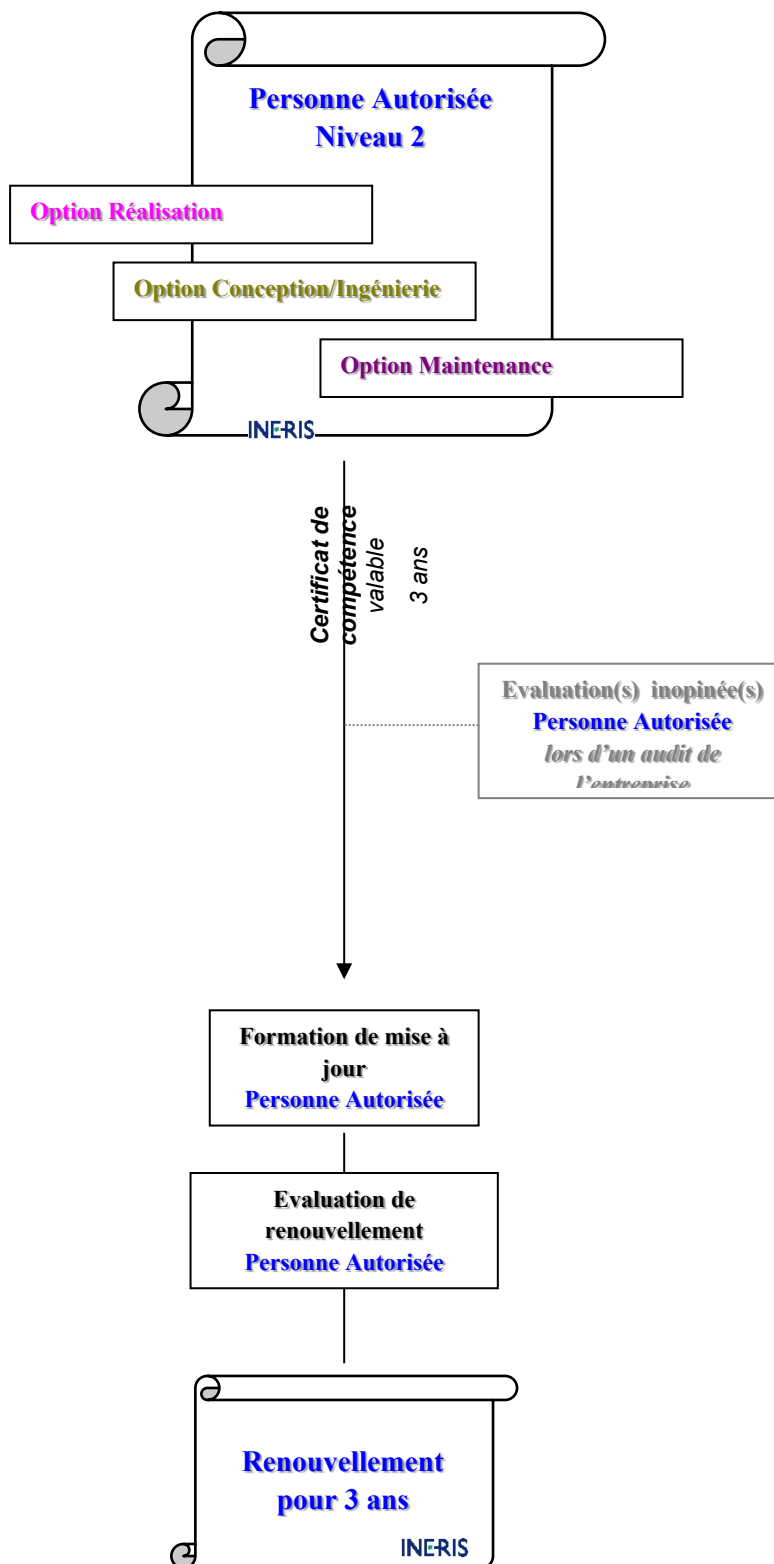 Personne Autorisée
Niveau 2
Option Réalisation
Option Conception/Ingénierie
Option Maintenance
INERIS
Certificat de
compétence
valable
3 ans
Evaluation(s) inopinée(s)
Personne Autorisée
lors d'un audit de
l'entreprise
Formation de mise à
jour
Personne Autorisée
Evaluation de
renouvellement
Personne Autorisée
Renouvellement
pour 3 ans
INERIS